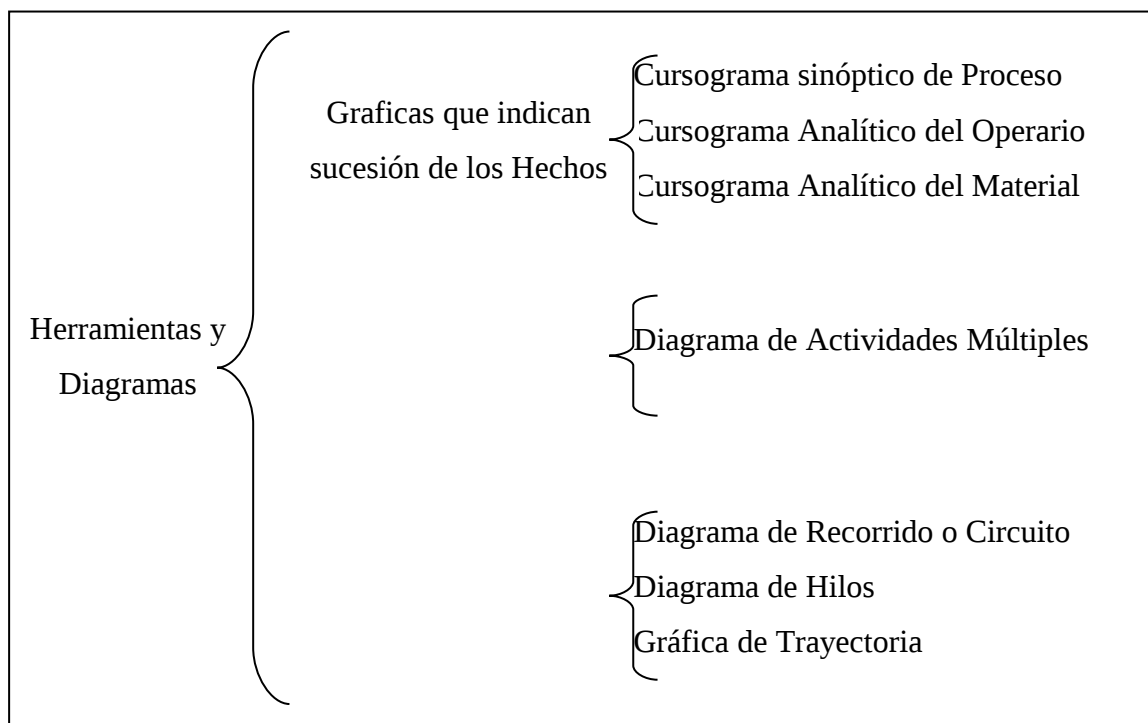 Herramientas y
Diagramas
Graficas que indican
sucesión de los Hechos
Cursograma sinóptico de Proceso
Cursograma Analítico del Operario
Cursograma Analítico del Material
Diagrama de Actividades Múltiples
Diagrama de Recorrido o Circuito
Diagrama de Hilos
Gráfica de Trayectoria